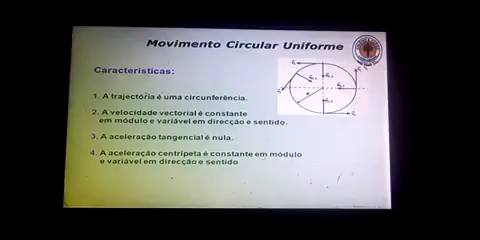 Movimento Circular Uniforme
Características:
1. A trajectória é uma circunferência.
2. A velocidade vectorial é constante
em módulo e variável em direcção e sentido.
3. A aceleração tangencial é nula.
4. A aceleração centrípeta é constante em módulo
e variável em direcção e sentido